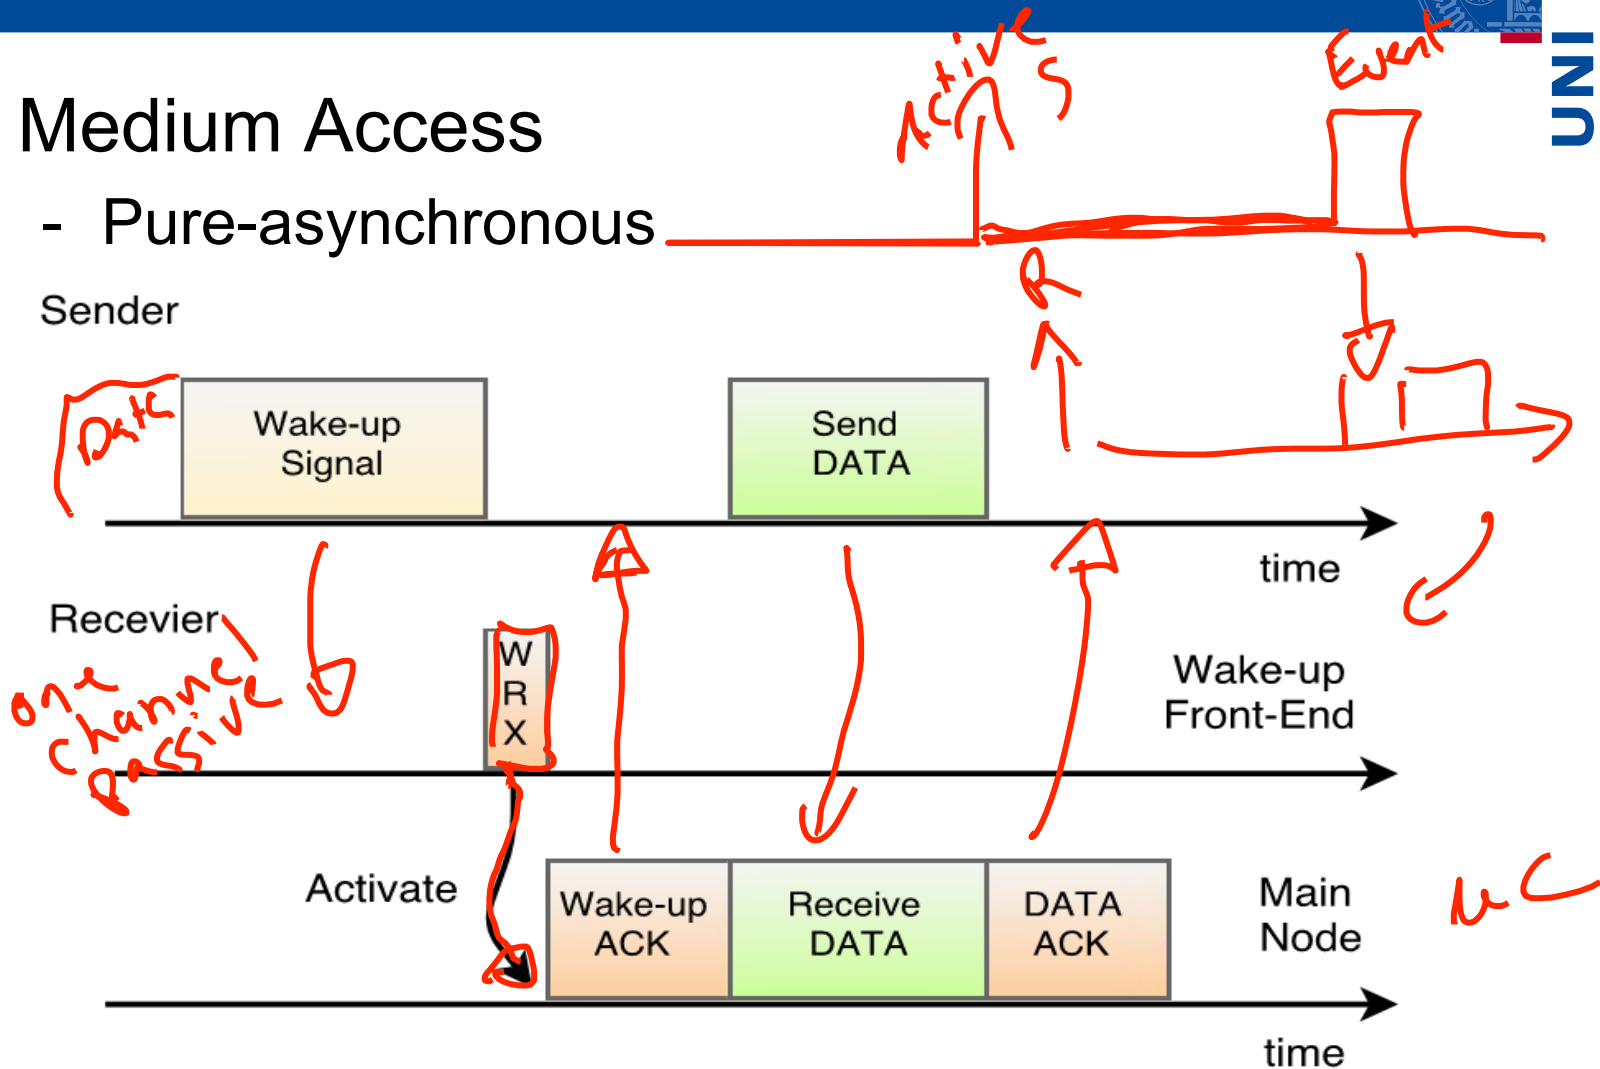 Active
S
Event
UNI
Medium Access
- Pure-asynchronous
R
Sender
Data
Wake-up
Signal
Send
DATA
time
Recevier
one
channel
passive
W
R
X
Wake-up
Front-End
Activate
Wake-up
ACK
Receive
DATA
DATA
ACK
Main
Node
µC
time